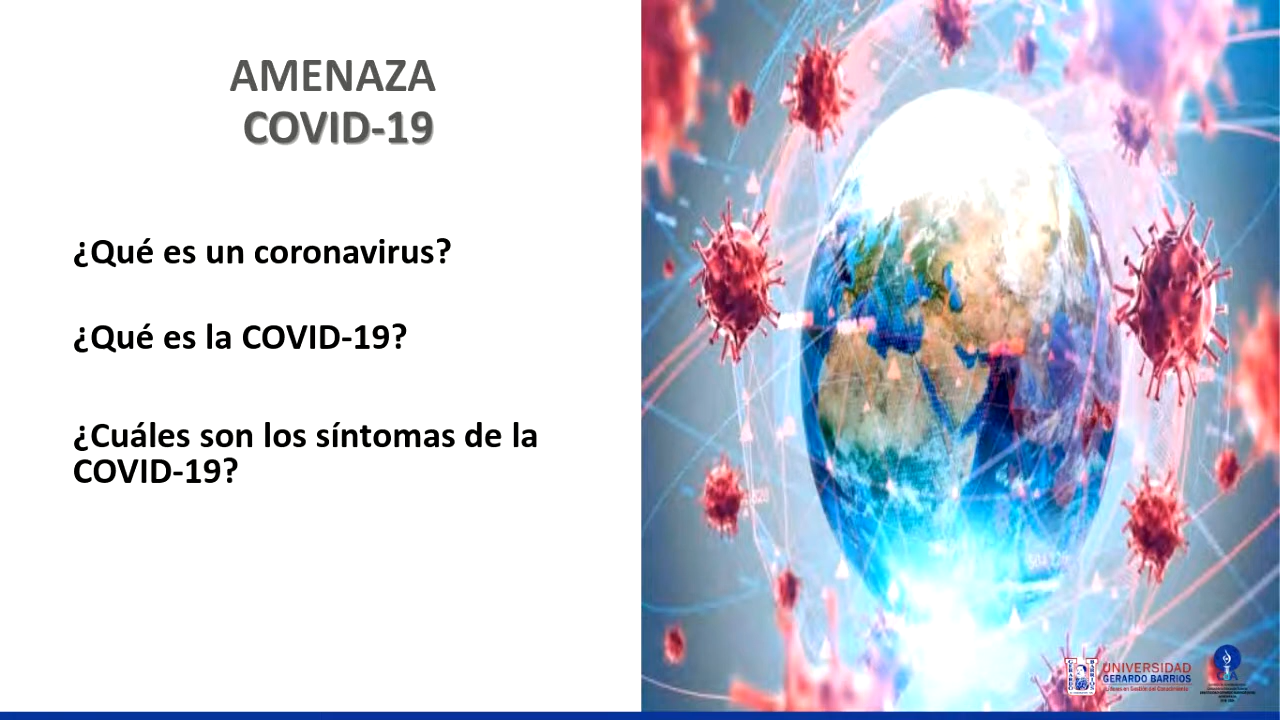 AMENAZA
COVID-19
¿Qué es un coronavirus?
¿Qué es la COVID-19?
¿Cuáles son los síntomas de la
COVID-19?
UNIVERSIDAD
GERARDO BARRIOS